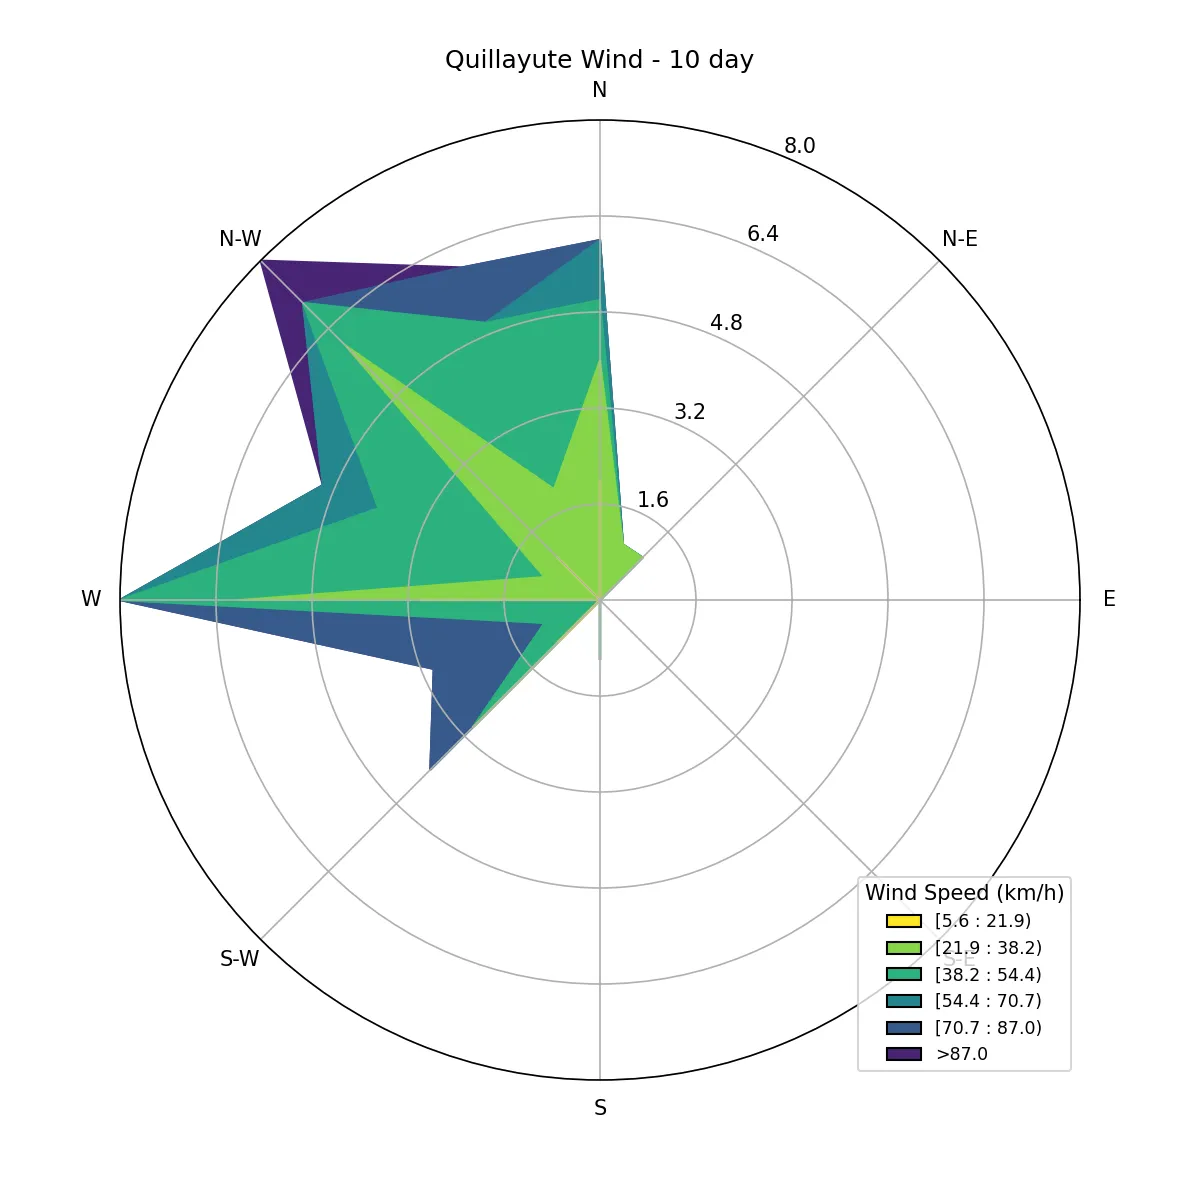 Quillayute Wind - 10 day
N
8.0
N-W
6.4
N-E
4.8
3.2
1.6
W
E
S-W
S-E
S
Wind Speed (km/h)
[5.6 : 21.9)
[21.9 : 38.2)
[38.2 : 54.4)
[54.4 : 70.7)
[70.7 : 87.0)
>87.0